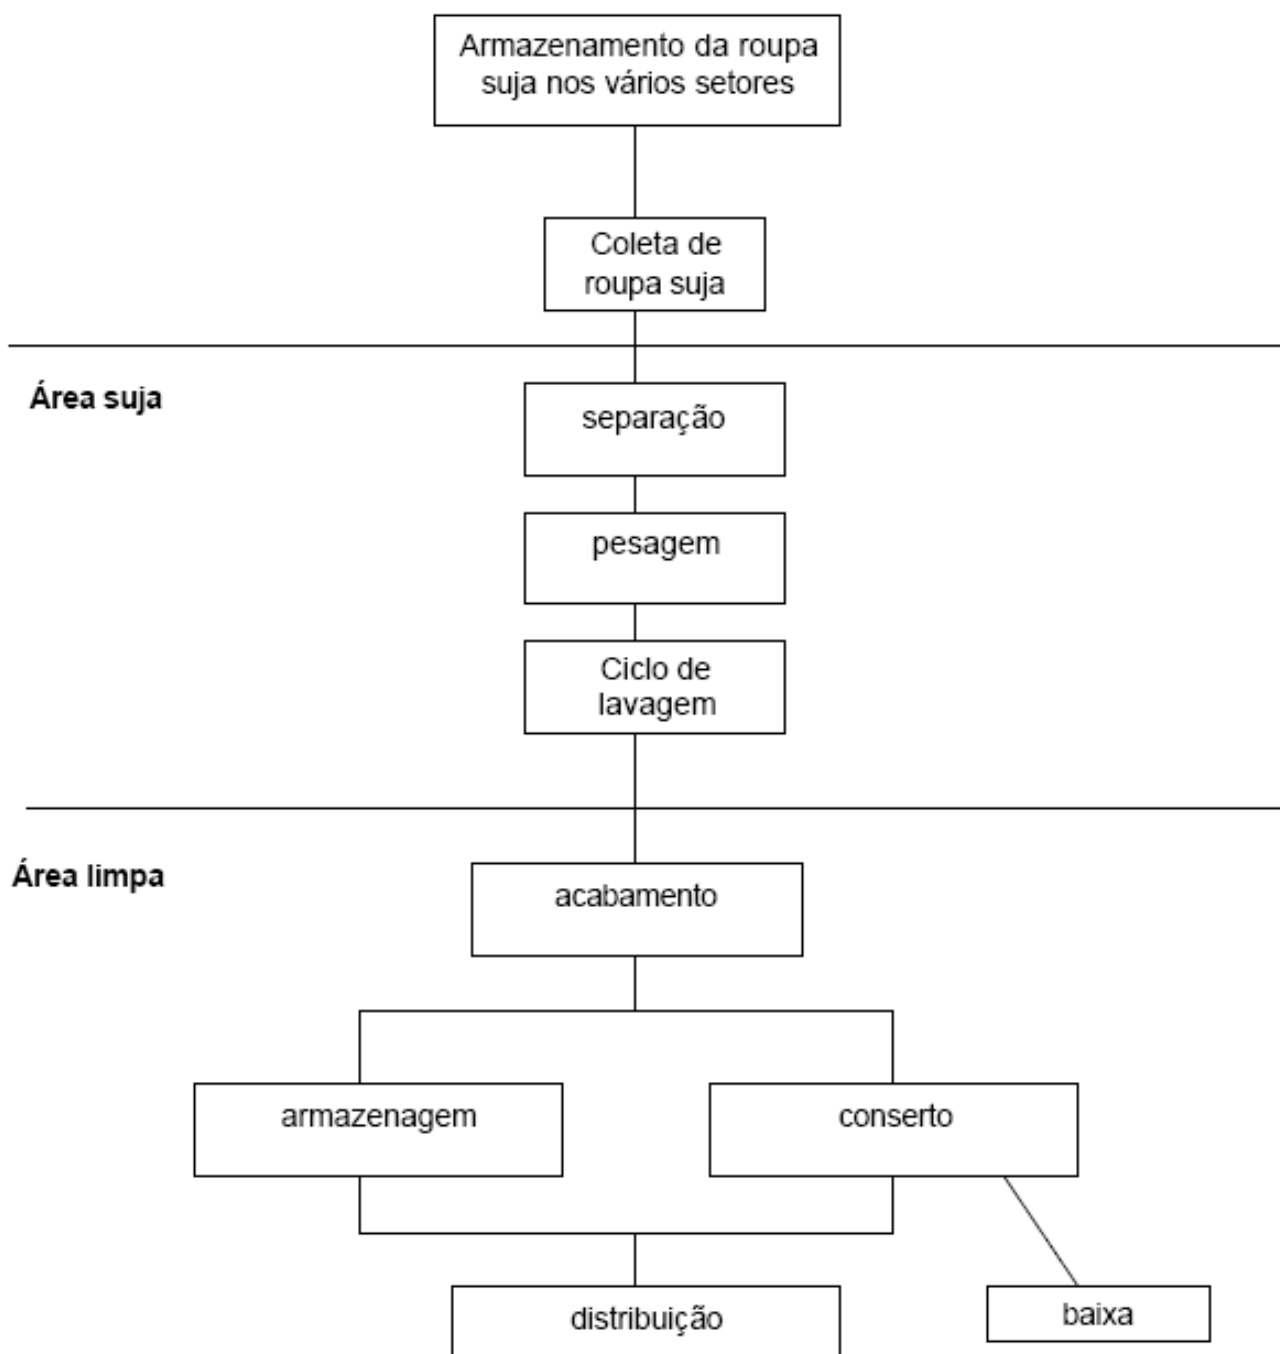 Armazenamento da roupa
suja nos vários setores
Coleta de
roupa suja
Área suja
separação
pesagem
Ciclo de
lavagem
Área limpa
acabamento
armazenagem
conserto
distribuição
baixa